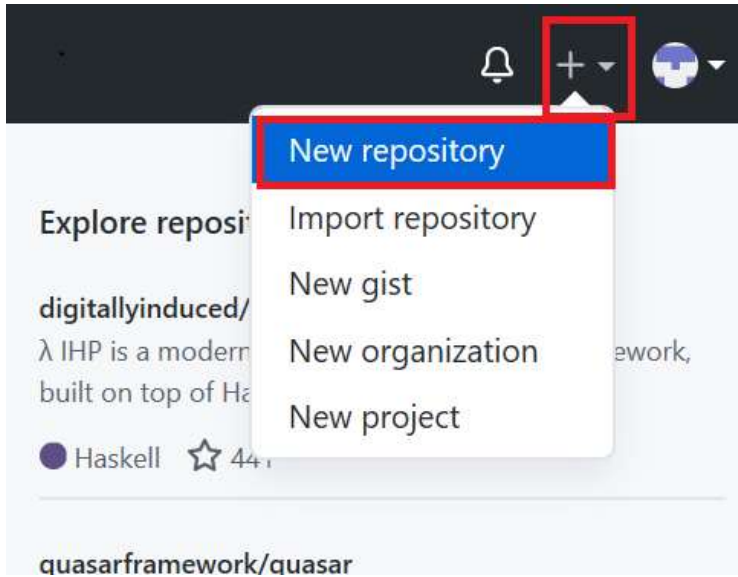 New repository
Import repository
New gist
New organization
New project
Explore reposi
digitallyinduced/
λ IHP is a modern ework,
built on top of Ha
Haskell 44
quasarframework/quasar